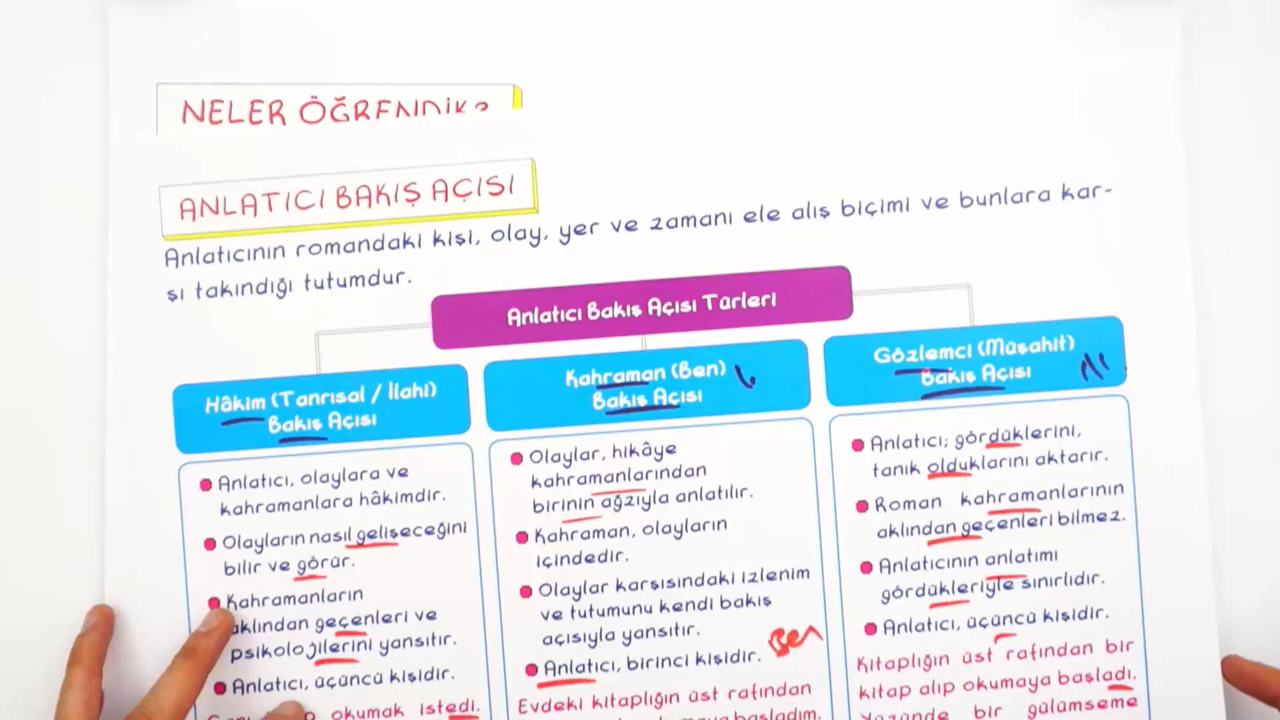 NELER ÖĞRENDİK?
ANLATICI BAKIŞ AÇISI
Anlatıcının romandaki kişi, olay, yer ve zamanı ele alış biçimi ve bunlara kar-
şı takındığı tutumdur.
Anlatıcı Bakış Açısı Türleri
Hâkim (Tanrısal / İlahi)
Bakış Açısı
Anlatıcı, olaylara ve
kahramanlara hâkimdir.
Olayların nasıl gelişeceğini
bilir ve görür.
Kahramanların
aklından geçenleri ve
psikolojilerini yansıtır.
Anlatıcı, üçüncü kişidir.
okumak istedi.
Kahraman (Ben)
Bakış Açısı
Olaylar, hikâye
kahramanlarından
birinin ağzıyla anlatılır.
Kahraman, olayların
içindedir.
Olaylar karşısındaki izlenim
ve tutumunu kendi bakış
açısıyla yansıtır.
Ben
Anlatıcı, birinci kişidir.
Evdeki kitaplığın üst rafından
başladım.
Gözlemci (Müşahit)
Bakış Açısı
Anlatıcı; gördüklerini,
tanık olduklarını aktarır.
Roman kahramanlarının
aklından geçenleri bilmez.
Anlatıcının anlatımı
gördükleriyle sınırlıdır.
Anlatıcı, üçüncü kişidir.
Kitaplığın üst rafından bir
kitap alıp okumaya başladı.
Yüzünde bir gülümseme